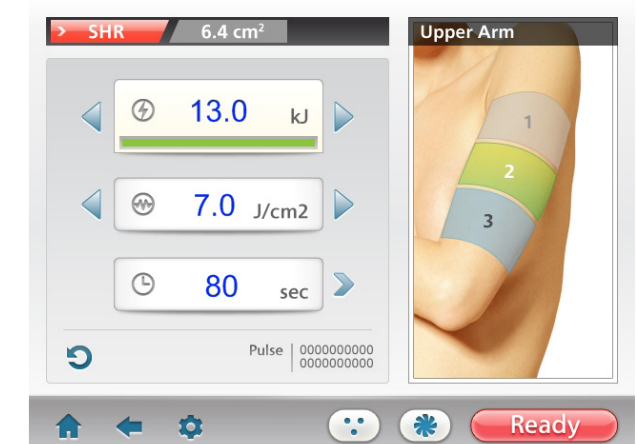 > SHR 6.4 cm²
Upper Arm
13.0 kJ
7.0 J/cm2
80 sec
Pulse 0000000000
0000000000
1
2
3
Ready